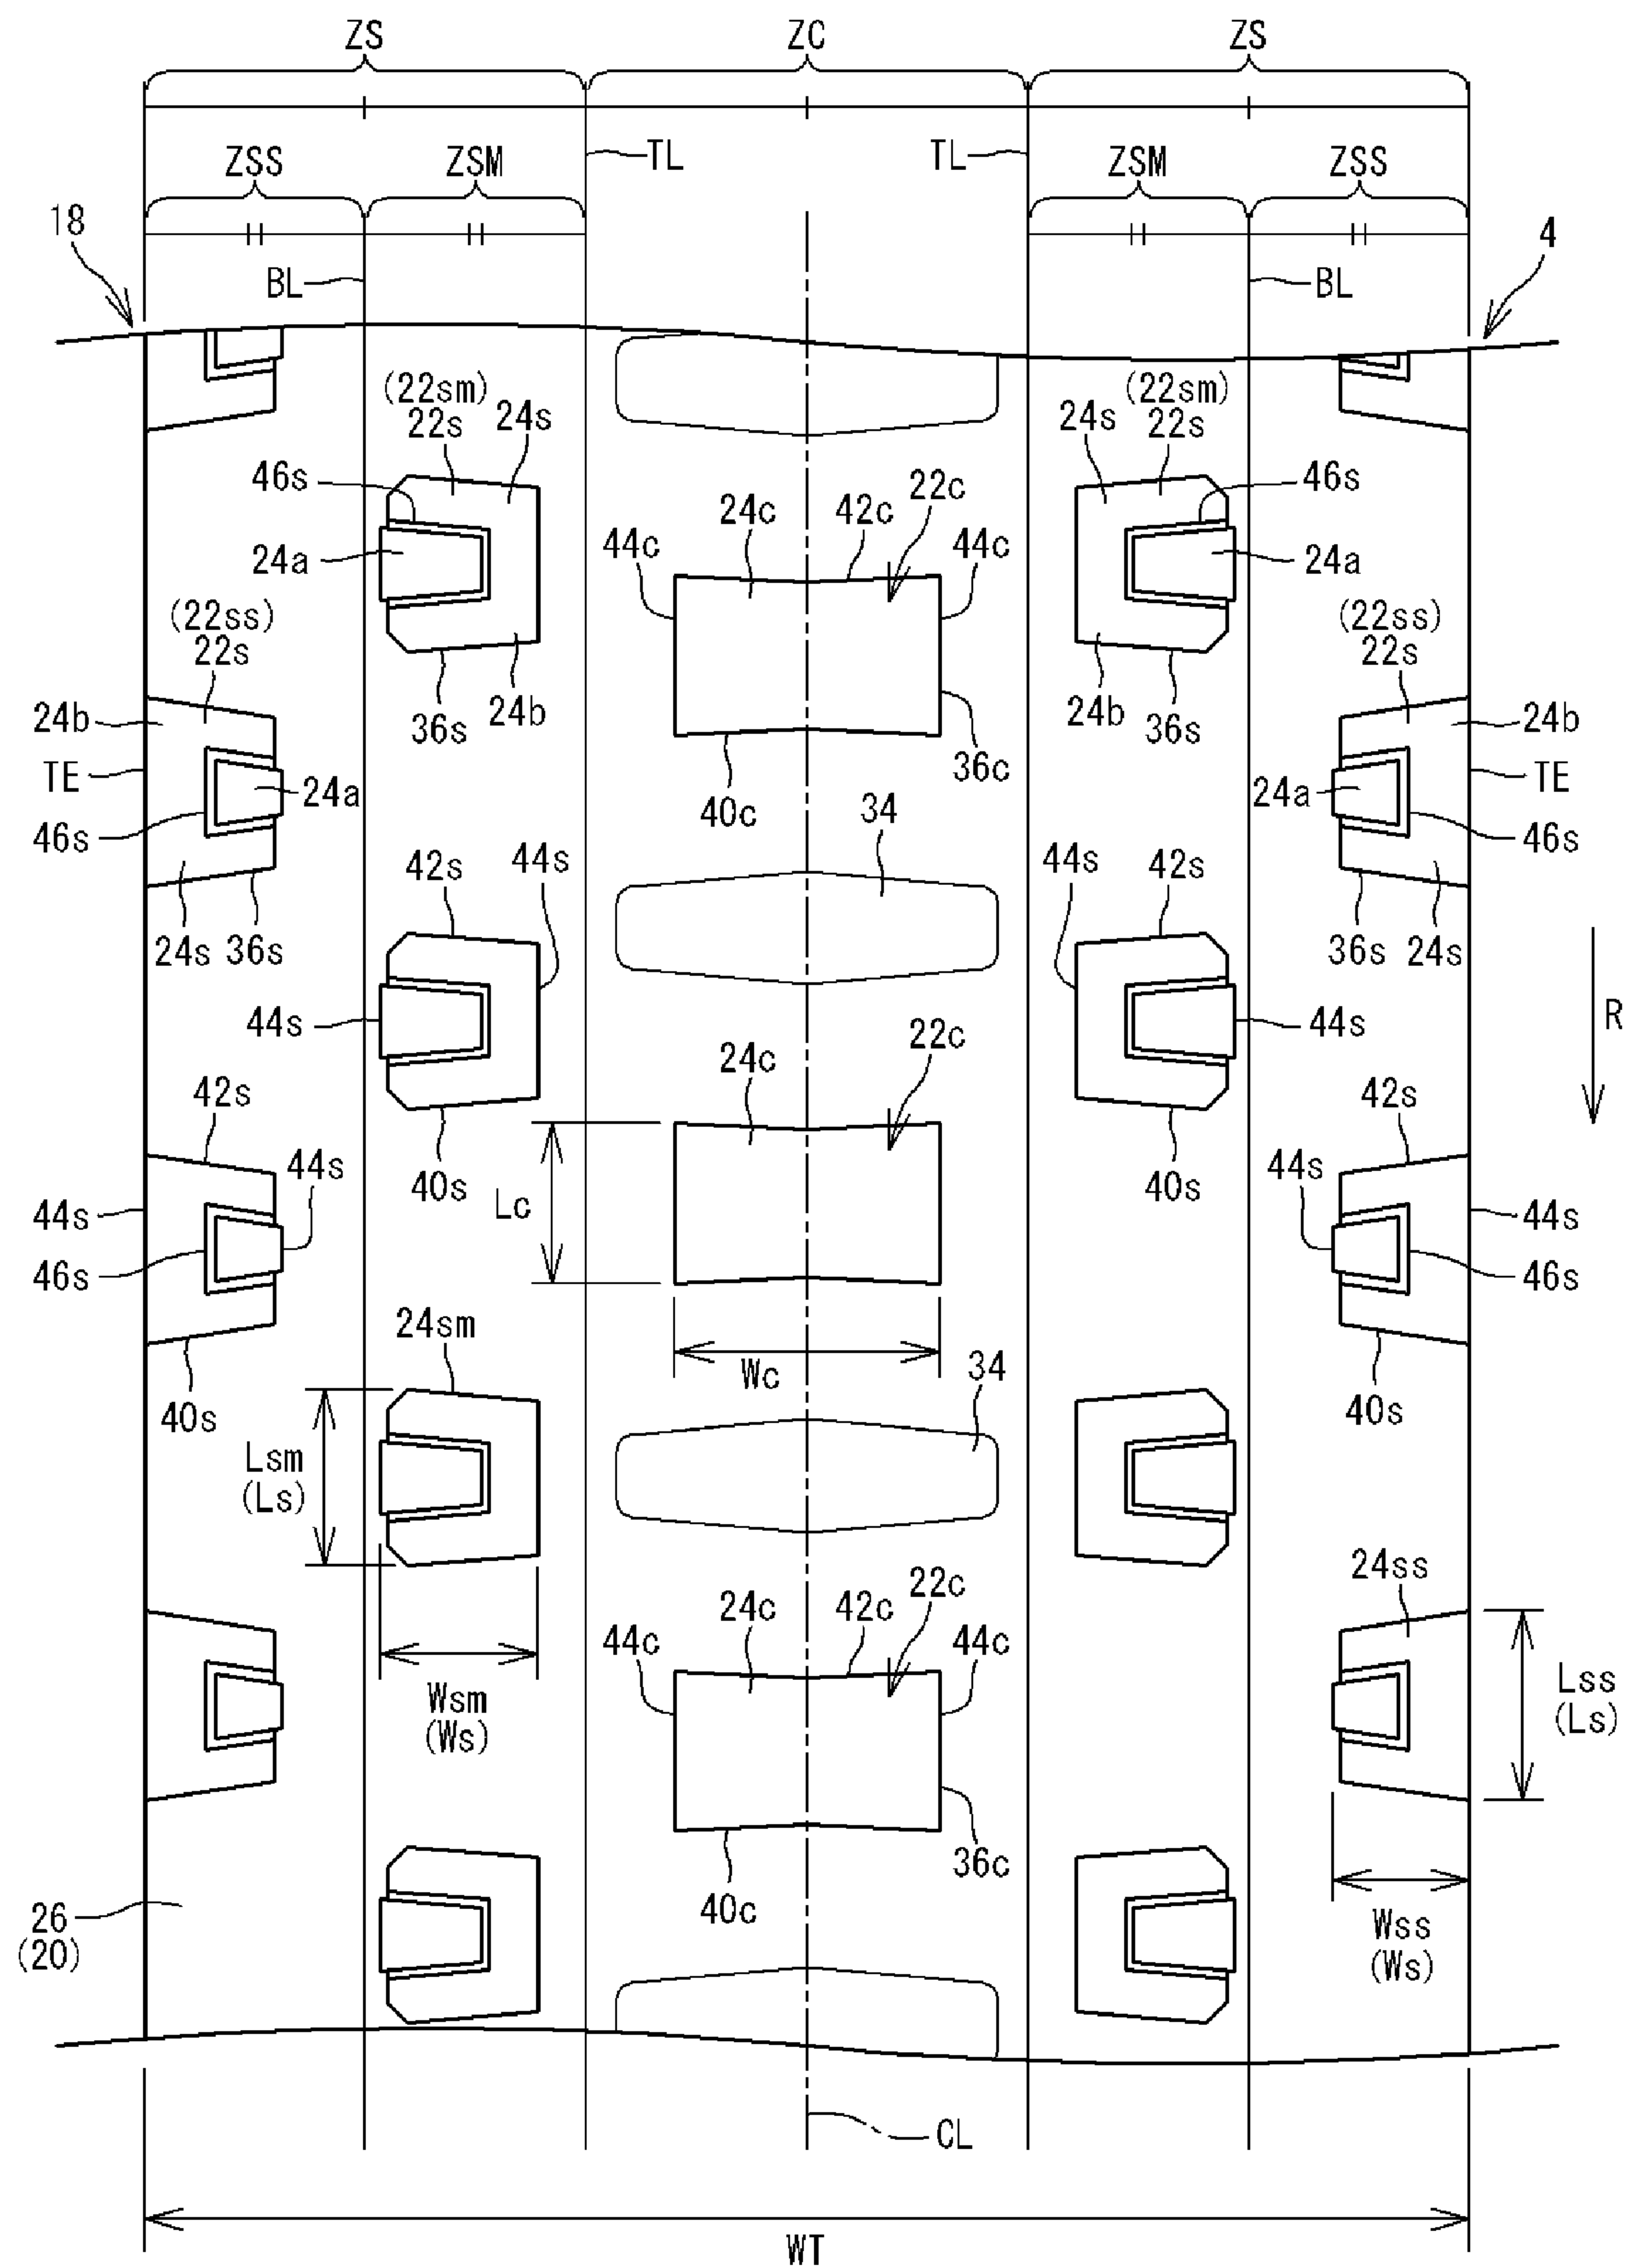 ZS ZC ZS
TL TL
ZSS ZSM ZSM ZSS
18 4
BL BL
(22sm) (22sm)
22s 24s 24s 22s
46s 22c 46s
24c 42c
44c 44c
24a 24a
(22ss) (22ss)
22s 22s
24b 36s 24b 24b 36s 24b
36c
TE 24a 24a TE
40c 34
46s 46s
42s 44s 44s 42s
24s 36s 36s 24s
R
44s 44s
24c 22c
42s 42s
44s 44s
40s 40s
Lc
44s 44s
46s 46s
24sm
Wc 34
40s 40s
Lsm
(Ls)
24ss
24c 42c 22c
44c 44c
Wsm
(Ws)
Lss
(Ls)
36c
40c
26
(20)
Wss
(Ws)
CL
WT